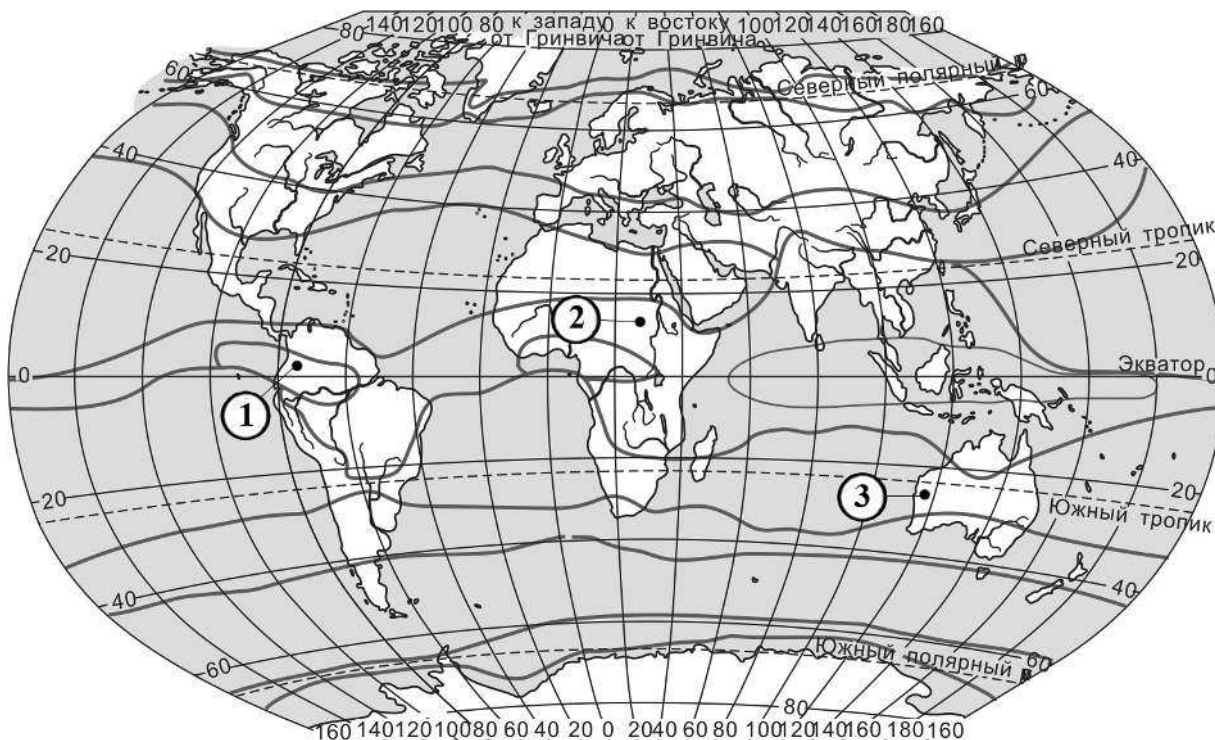 140 120 100 80 к западу 0 к востоку 100 120 140 160 180 160
80 от Гринвича от Гринвича
60 Северный полярный 60
40 40
Северный тропик
20 20
2
Экватор
0 0
1
3
20 20
Южный тропик
40 40
60 Южный полярный 60
80
160 140 120 100 80 60 40 20 0 20 40 60 80 100 120 140 180 160